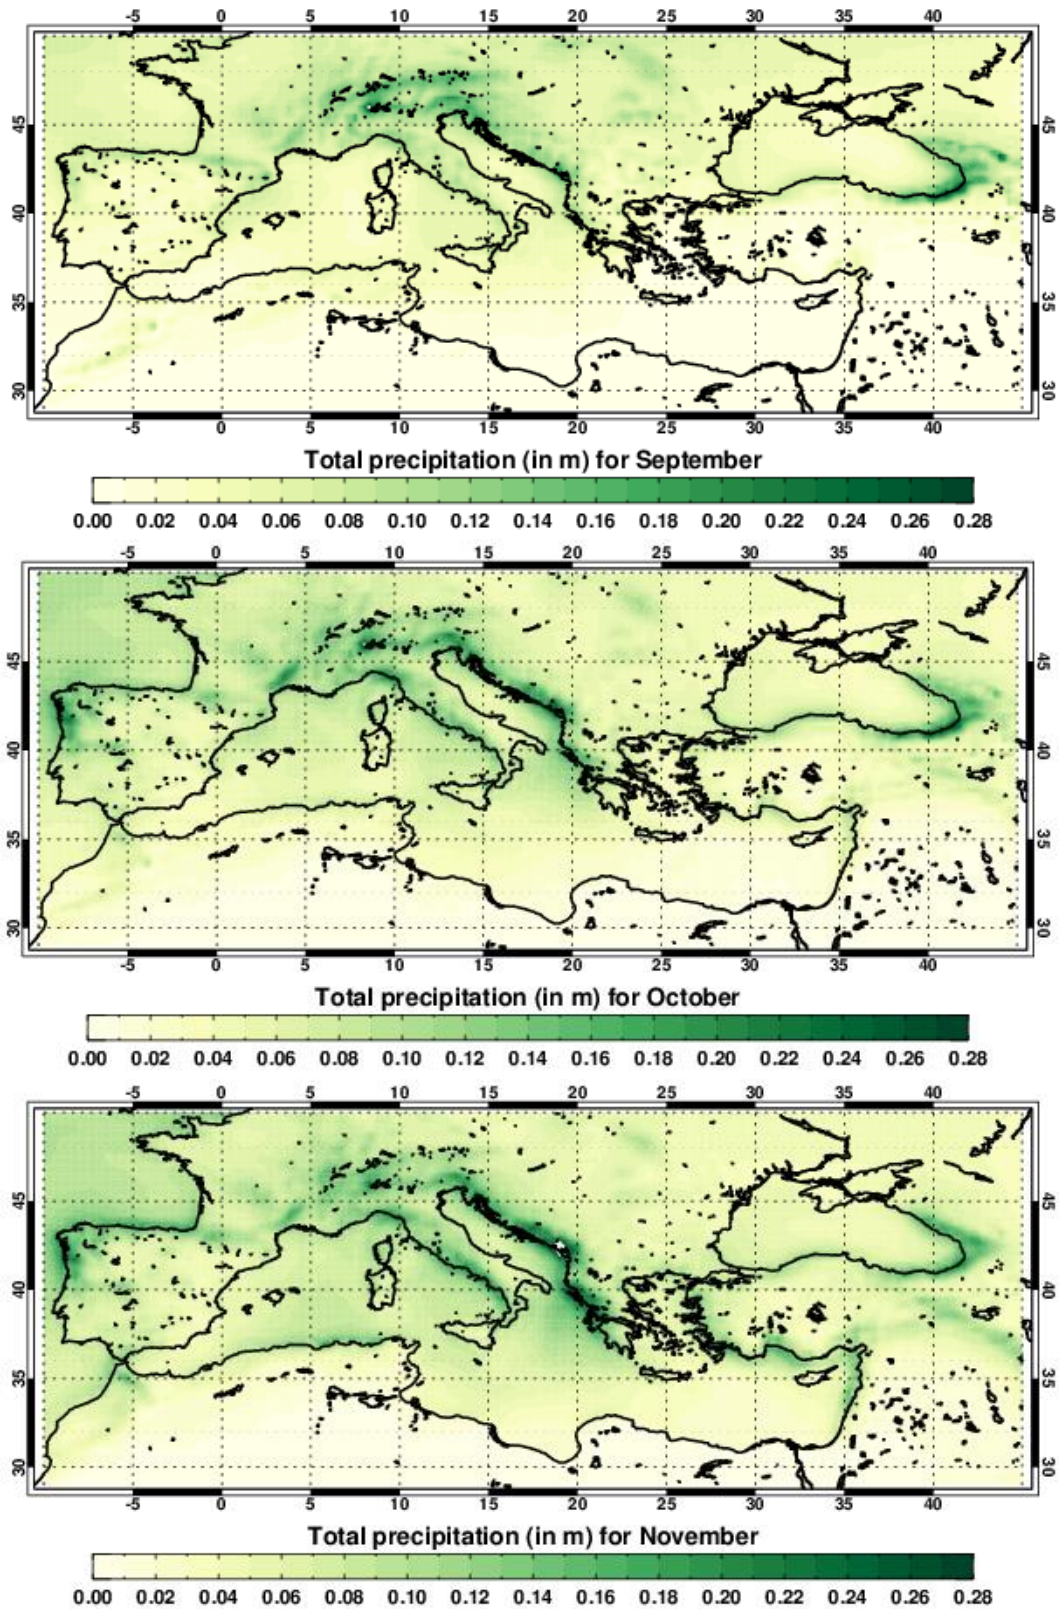 -5 0 5 10 15 20 25 30 35 40
45 45
40 40
35 35
30 30
-5 0 5 10 15 20 25 30 35 40
Total precipitation (in m) for September
0.00 0.02 0.04 0.06 0.08 0.10 0.12 0.14 0.16 0.18 0.20 0.22 0.24 0.26 0.28
-5 0 5 10 15 20 25 30 35 40
45 45
40 40
35 35
30 30
-5 0 5 10 15 20 25 30 35 40
Total precipitation (in m) for October
0.00 0.02 0.04 0.06 0.08 0.10 0.12 0.14 0.16 0.18 0.20 0.22 0.24 0.26 0.28
-5 0 5 10 15 20 25 30 35 40
45 45
40 40
35 35
30 30
-5 0 5 10 15 20 25 30 35 40
Total precipitation (in m) for November
0.00 0.02 0.04 0.06 0.08 0.10 0.12 0.14 0.16 0.18 0.20 0.22 0.24 0.26 0.28